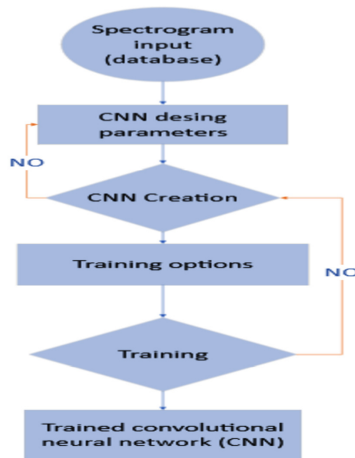 Spectrogram
input
(database)
CNN desing
parameters
NO
CNN Creation
Training options
NO
Training
Trained convolutional
neural network (CNN)